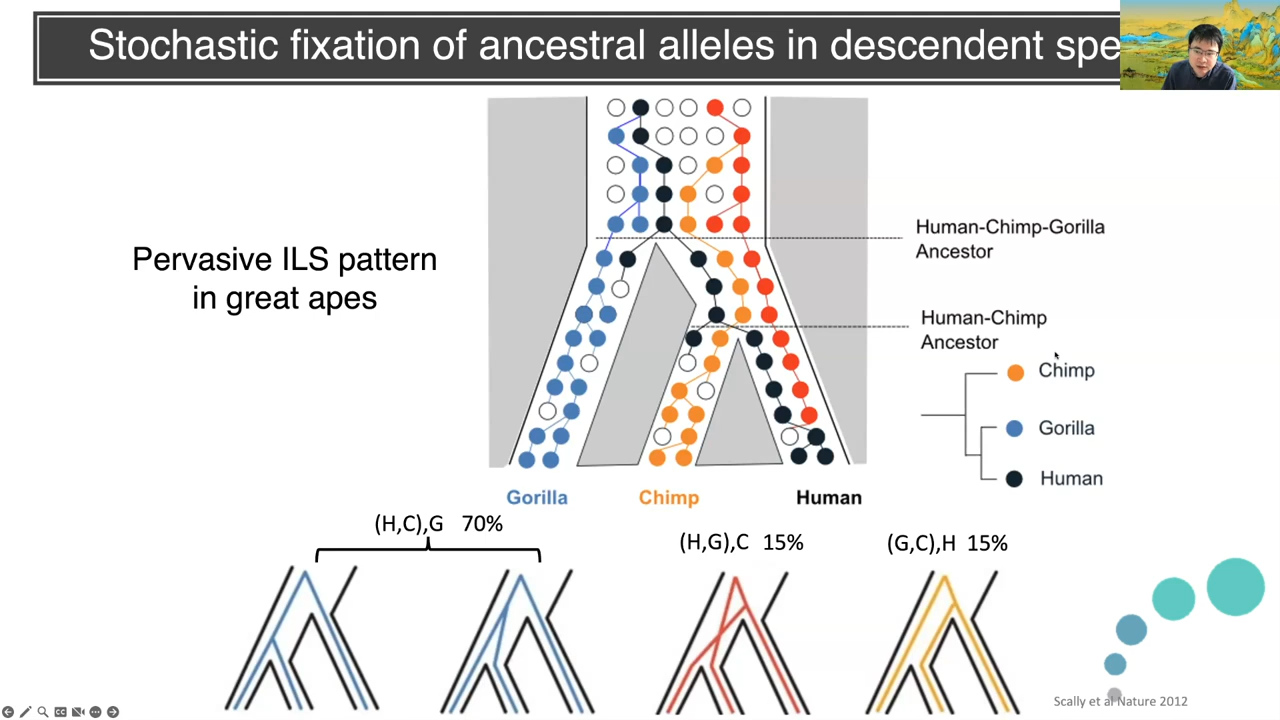 Stochastic fixation of ancestral alleles in descendent spe
Pervasive ILS pattern
in great apes
Human-Chimp-Gorilla
Ancestor
Human-Chimp
Ancestor
Chimp
Gorilla
Human
Gorilla Chimp Human
(H,C),G 70%
(H,G),C 15%
(G,C),H 15%
Scally et al Nature 2012